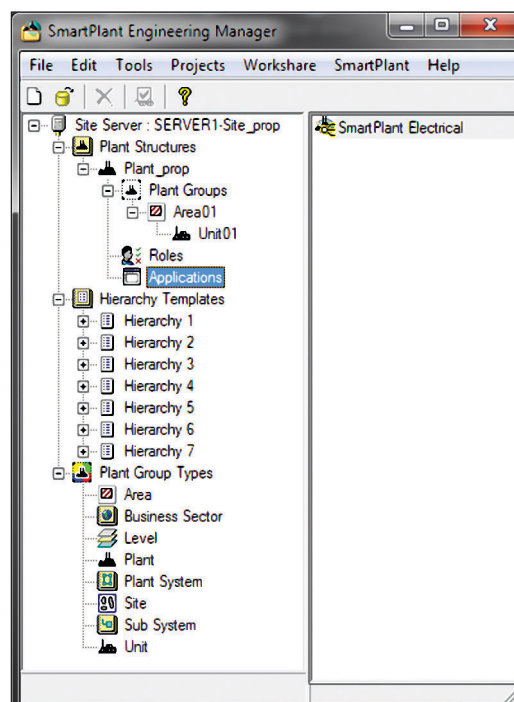 SmartPlant Engineering Manager
File Edit Tools Projects Workshare SmartPlant Help
Site Server : SERVER1-Site_prop
SmartPlant Electrical
Plant Structures
Plant_prop
Plant Groups
Area01
Unit01
Roles
Applications
Hierarchy Templates
Hierarchy 1
Hierarchy 2
Hierarchy 3
Hierarchy 4
Hierarchy 5
Hierarchy 6
Hierarchy 7
Plant Group Types
Area
Business Sector
Level
Plant
Plant System
Site
Sub System
Unit